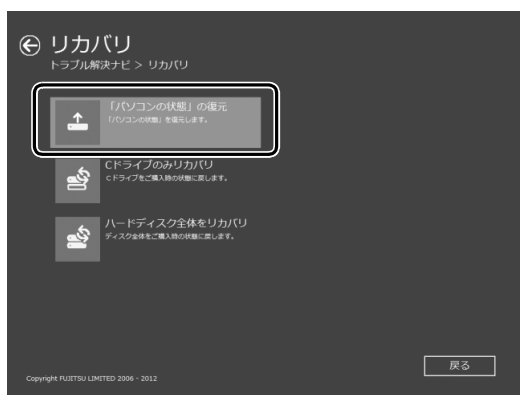 リカバリ
トラブル解決ナビ > リカバリ
「パソコンの状態」の復元
「パソコンの状態」を復元します。
Cドライブのみリカバリ
Cドライブをご購入時の状態に戻します。
ハードディスク全体をリカバリ
ディスク全体をご購入時の状態に戻します。
戻る
Copyright FUJITSU LIMITED 2006 - 2012